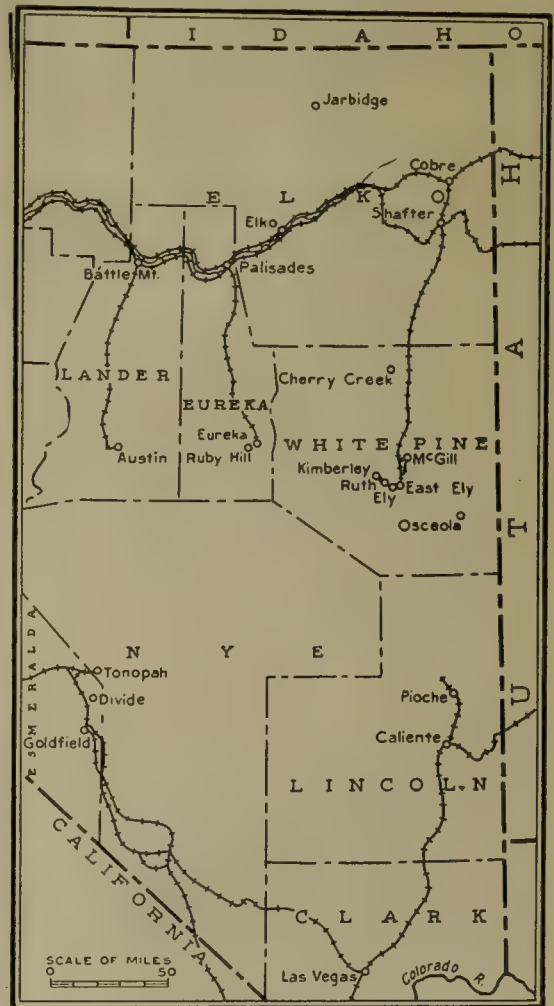 IDAHO
Jarbidge
Cobre
ELKO
Elko
Shafter
Battle Mt.
Palisades
UTAH
LANDER
Cherry Creek
EUREKA
Eureka
WHITE PINE
Austin
Ruby Hill
McGill
Kimberley
Ruth
East Ely
Ely
Osceola
ESMERALDA
NYE
Tonopah
Divide
Pioche
Goldfield
Caliente
LINCOLN
CALIFORNIA
CLARK
SCALE OF MILES
0 50
Las Vegas
Colorado R.